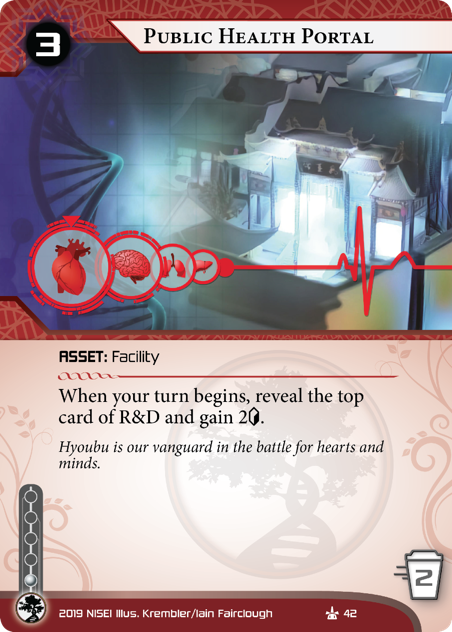 3
Public Health Portal
ASSET: Facility
When your turn begins, reveal the top
card of R&D and gain 2.
Hyoubu is our vanguard in the battle for hearts and
minds.
2
2019 NISEI Illus. Krembler/Iain Fairclough
42